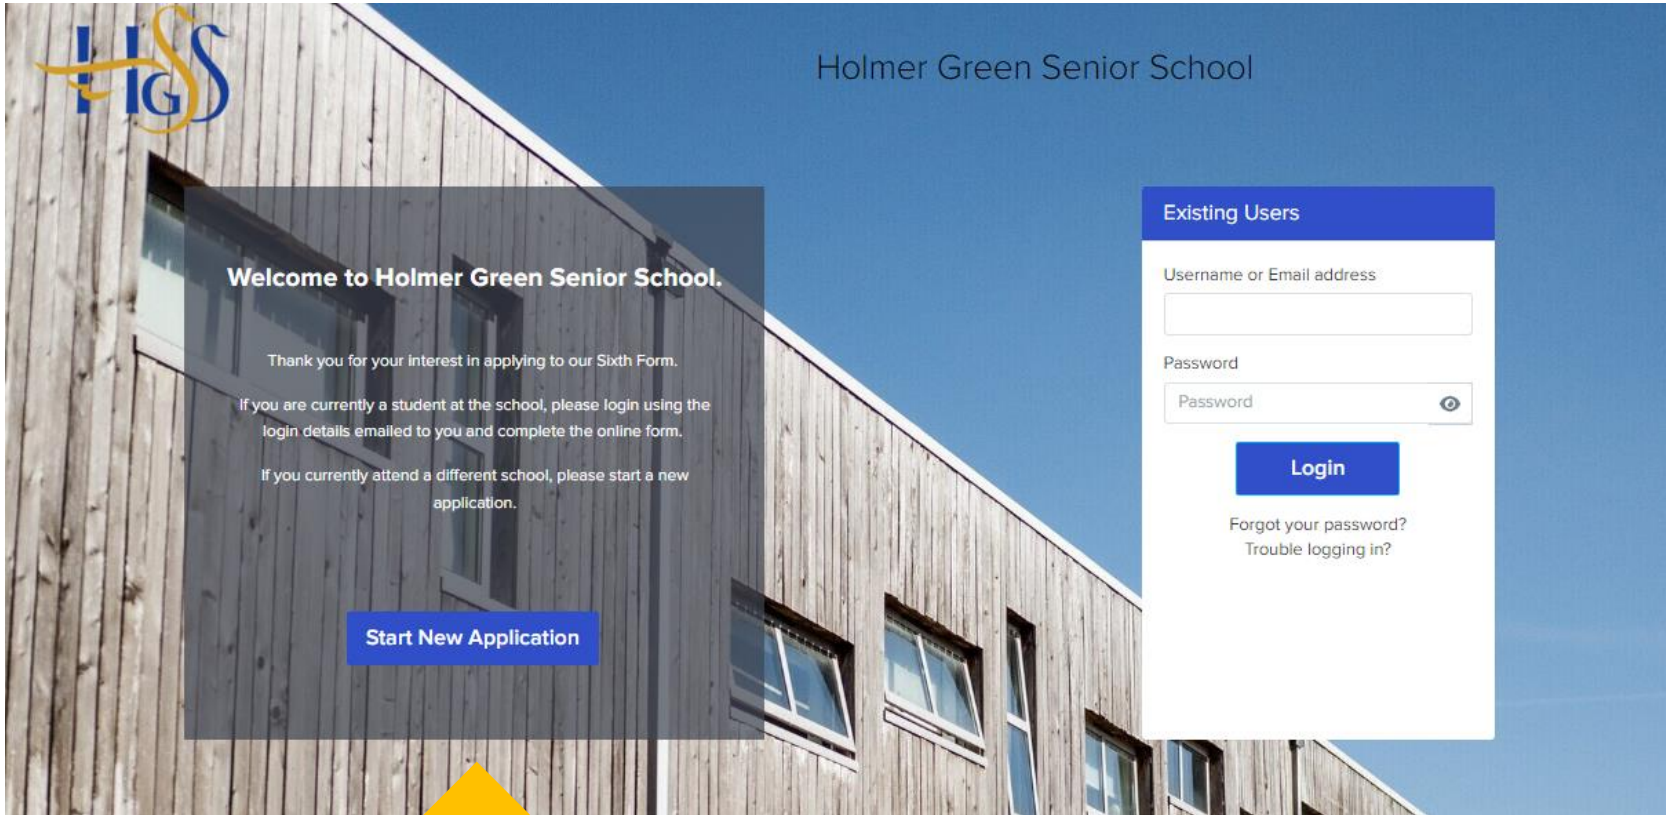 HGSS
Holmer Green Senior School
Welcome to Holmer Green Senior School.
Thank you for your interest in applying to our Sixth Form.
If you are currently a student at the school, please login using the
login details emailed to you and complete the online form.
If you currently attend a different school, please start a new
application.
Start New Application
Existing Users
Username or Email address
Password
Password
Login
Forgot your password?
Trouble logging in?